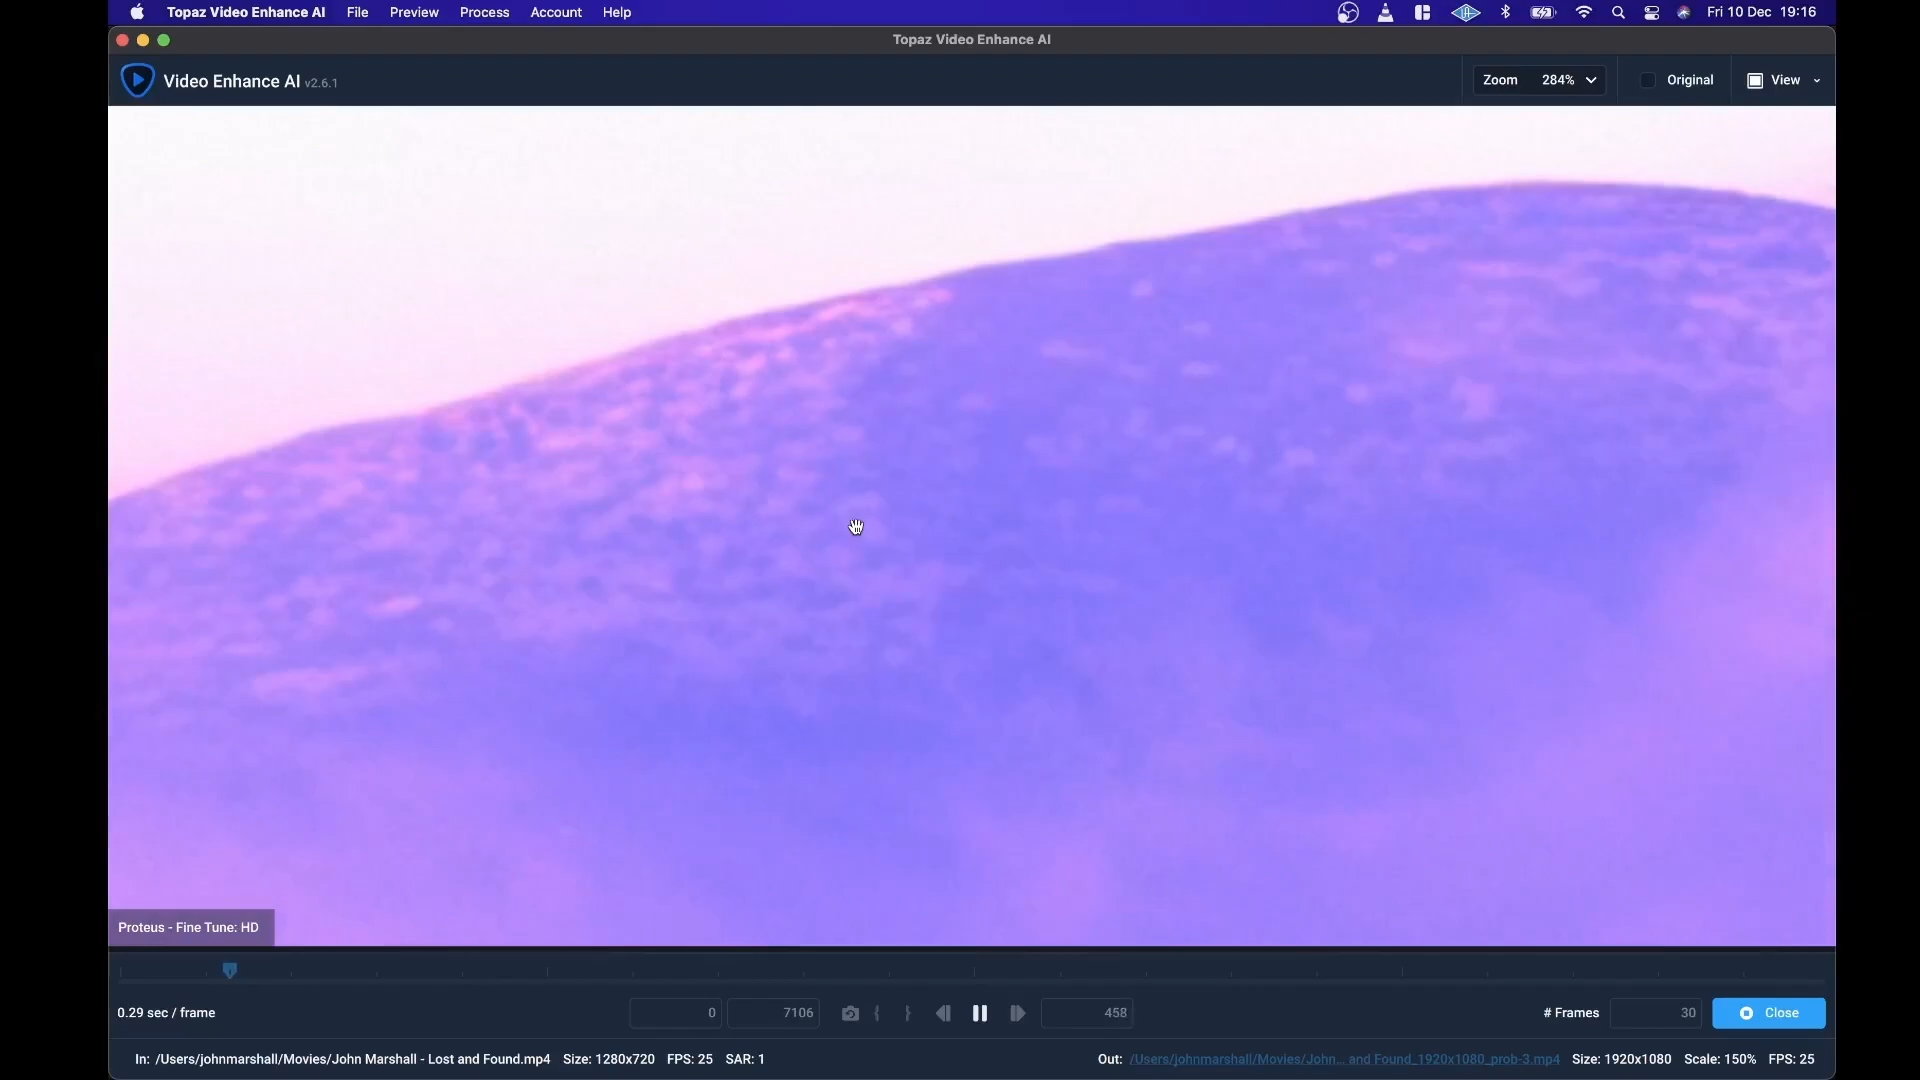 Topaz Video Enhance AI File Preview Process Account Help Fri 10 Dec 19:16
Topaz Video Enhance AI
Video Enhance AI v2.6.1 Zoom 284% Original View
Proteus - Fine Tune: HD
0.29 sec / frame 0 7106 { } 458 # Frames 30 Close
In: /Users/johnmarshall/Movies/John Marshall - Lost and Found.mp4 Size: 1280x720 FPS: 25 SAR: 1 Out: /Users/johnmarshall/Movies/John... and Found_1920x1080_prob-3.mp4 Size: 1920x1080 Scale: 150% FPS: 25